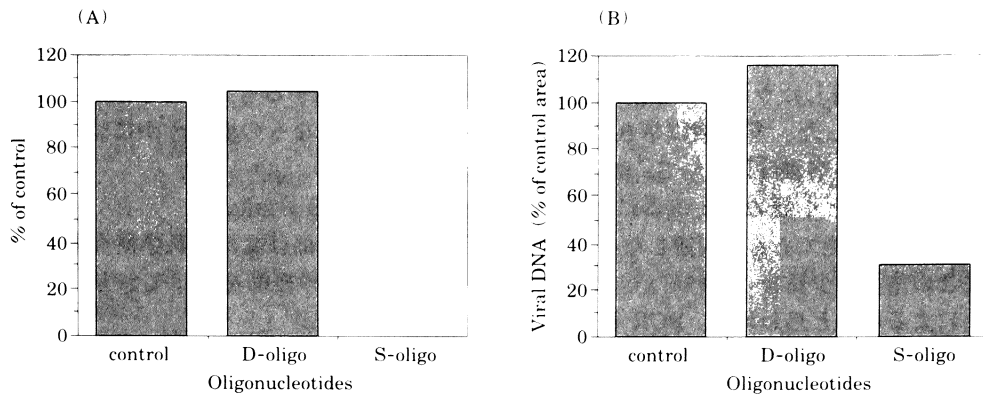 (A)
% of control
120
100
80
60
40
20
0
control D-oligo S-oligo
Oligonucleotides
(B)
Viral DNA (% of control area)
120
100
80
60
40
20
0
control D-oligo S-oligo
Oligonucleotides